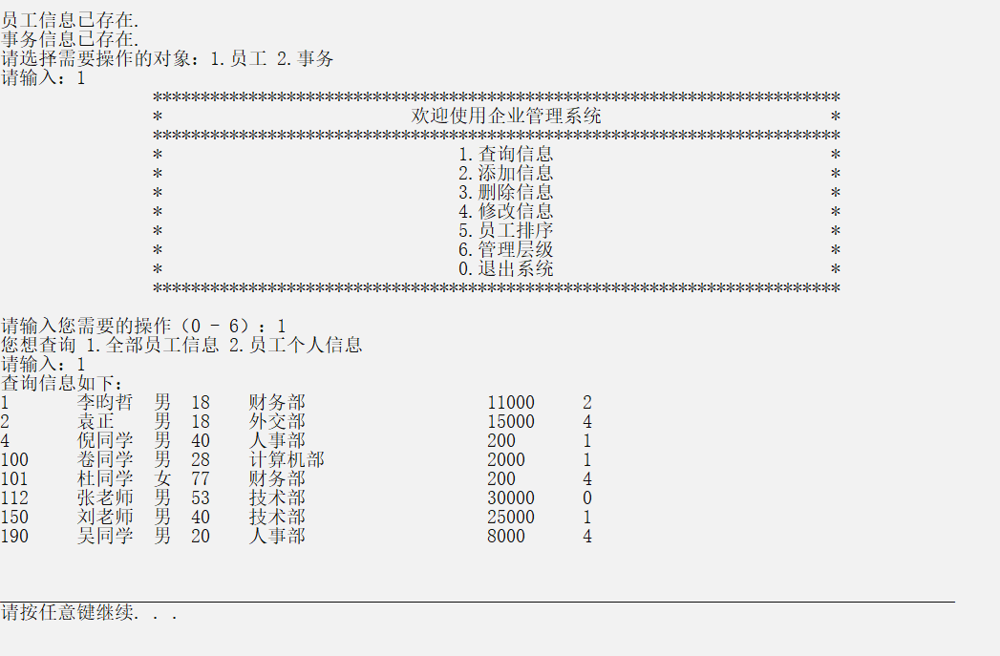 员工信息已存在.
事务信息已存在.
请选择需要操作的对象：1.员工 2.事务
请输入：1
************************************************************************
* 欢迎使用企业管理系统 *
************************************************************************
* 1.查询信息 *
* 2.添加信息 *
* 3.删除信息 *
* 4.修改信息 *
* 5.员工排序 *
* 6.管理层级 *
* 0.退出系统 *
************************************************************************
请输入您需要的操作（0 - 6）：1
您想查询 1.全部员工信息 2.员工个人信息
请输入：1
查询信息如下：
1 李昀哲 男 18 财务部 11000 2
2 袁正 男 18 外交部 15000 4
4 倪同学 男 40 人事部 200 1
100 卷同学 男 28 计算机部 2000 1
101 杜同学 女 77 财务部 200 4
112 张老师 男 53 技术部 30000 0
150 刘老师 男 40 技术部 25000 1
190 吴同学 男 20 人事部 8000 4
请按任意键继续. . .